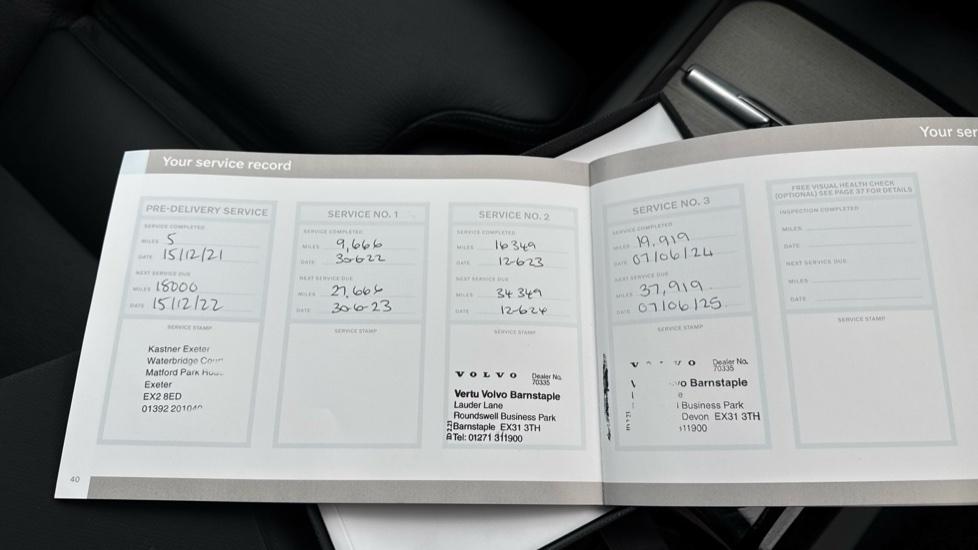 Your service record
Your ser
PRE-DELIVERY SERVICE
SERVICE COMPLETED
MILES 5
DATE 15/12/21
NEXT SERVICE DUE
MILES 18000
DATE 15/12/22
SERVICE STAMP
Kastner Exeter
Waterbridge
Matford Park
Exeter
EX2 8ED
01392
SERVICE NO. 1
SERVICE COMPLETED
MILES 9,666
DATE 30-6-22
NEXT SERVICE DUE
MILES 27,666
DATE 30-6-23
SERVICE STAMP
SERVICE NO. 2
SERVICE COMPLETED
MILES 16349
DATE 12-6-23
NEXT SERVICE DUE
MILES 34349
DATE 12-6-24
SERVICE STAMP
VOLVO Dealer No.
70335
Vertu Volvo Barnstaple
Lauder Lane
Roundswell Business Park
Barnstaple EX31 3TH
Tel: 01271 311900
SERVICE NO. 3
SERVICE COMPLETED
MILES 19,919
DATE 07/06/24
NEXT SERVICE DUE
MILES 37,919
DATE 07/06/25
SERVICE STAMP
Dealer No.
70335
Barnstaple
Business Park
Devon EX31 3TH
11900
FREE VISUAL HEALTH CHECK
(OPTIONAL) SEE PAGE 37 FOR DETAILS
INSPECTION COMPLETED
MILES
DATE
NEXT SERVICE DUE
MILES
DATE
SERVICE STAMP
40